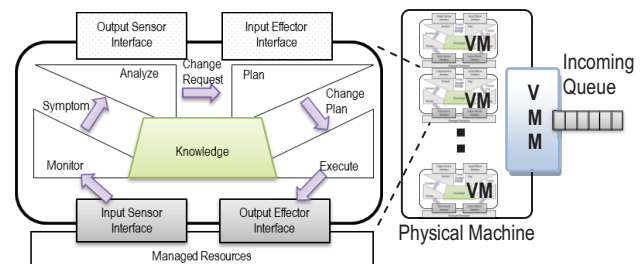 Output Sensor
Interface
Input Effector
Interface
Analyze
Change
Request
Plan
Symptom
Change
Plan
Knowledge
Monitor
Execute
Input Sensor
Interface
Output Effector
Interface
Managed Resources
VM
VM
VM
Physical Machine
V
M
M
Incoming
Queue